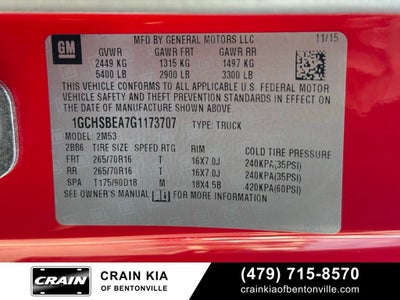 GM
MFD BY GENERAL MOTORS LLC 11/15
GVWR GAWR FRT GAWR RR
2449 KG 1315 KG 1497 KG
5400 LB 2900 LB 3300 LB
THIS VEHICLE CONFORMS TO ALL APPLICABLE U.S. FEDERAL MOTOR
VEHICLE SAFETY AND THEFT PREVENTION STANDARDS IN EFFECT ON THE
DATE OF MANUFACTURE SHOWN ABOVE.
1GCHSBEA7G1173707 TYPE: TRUCK
2M53
2BB6 TIRE SIZE SPEED RTG RIM COLD TIRE PRESSURE
FRT 265/70R16 T 16X7.0J 240KPA(35PSI)
RR 265/70R16 T 16X7.0J 240KPA(35PSI)
SPA T175/90D18 M 18X4.5B 420KPA(60PSI)
SEE OWNER'S MANUAL FOR ADDITIONAL INFORMATION.
CRAIN
CRAIN KIA
OF BENTONVILLE
(479) 715-8570
crainkiaofbentonville.com